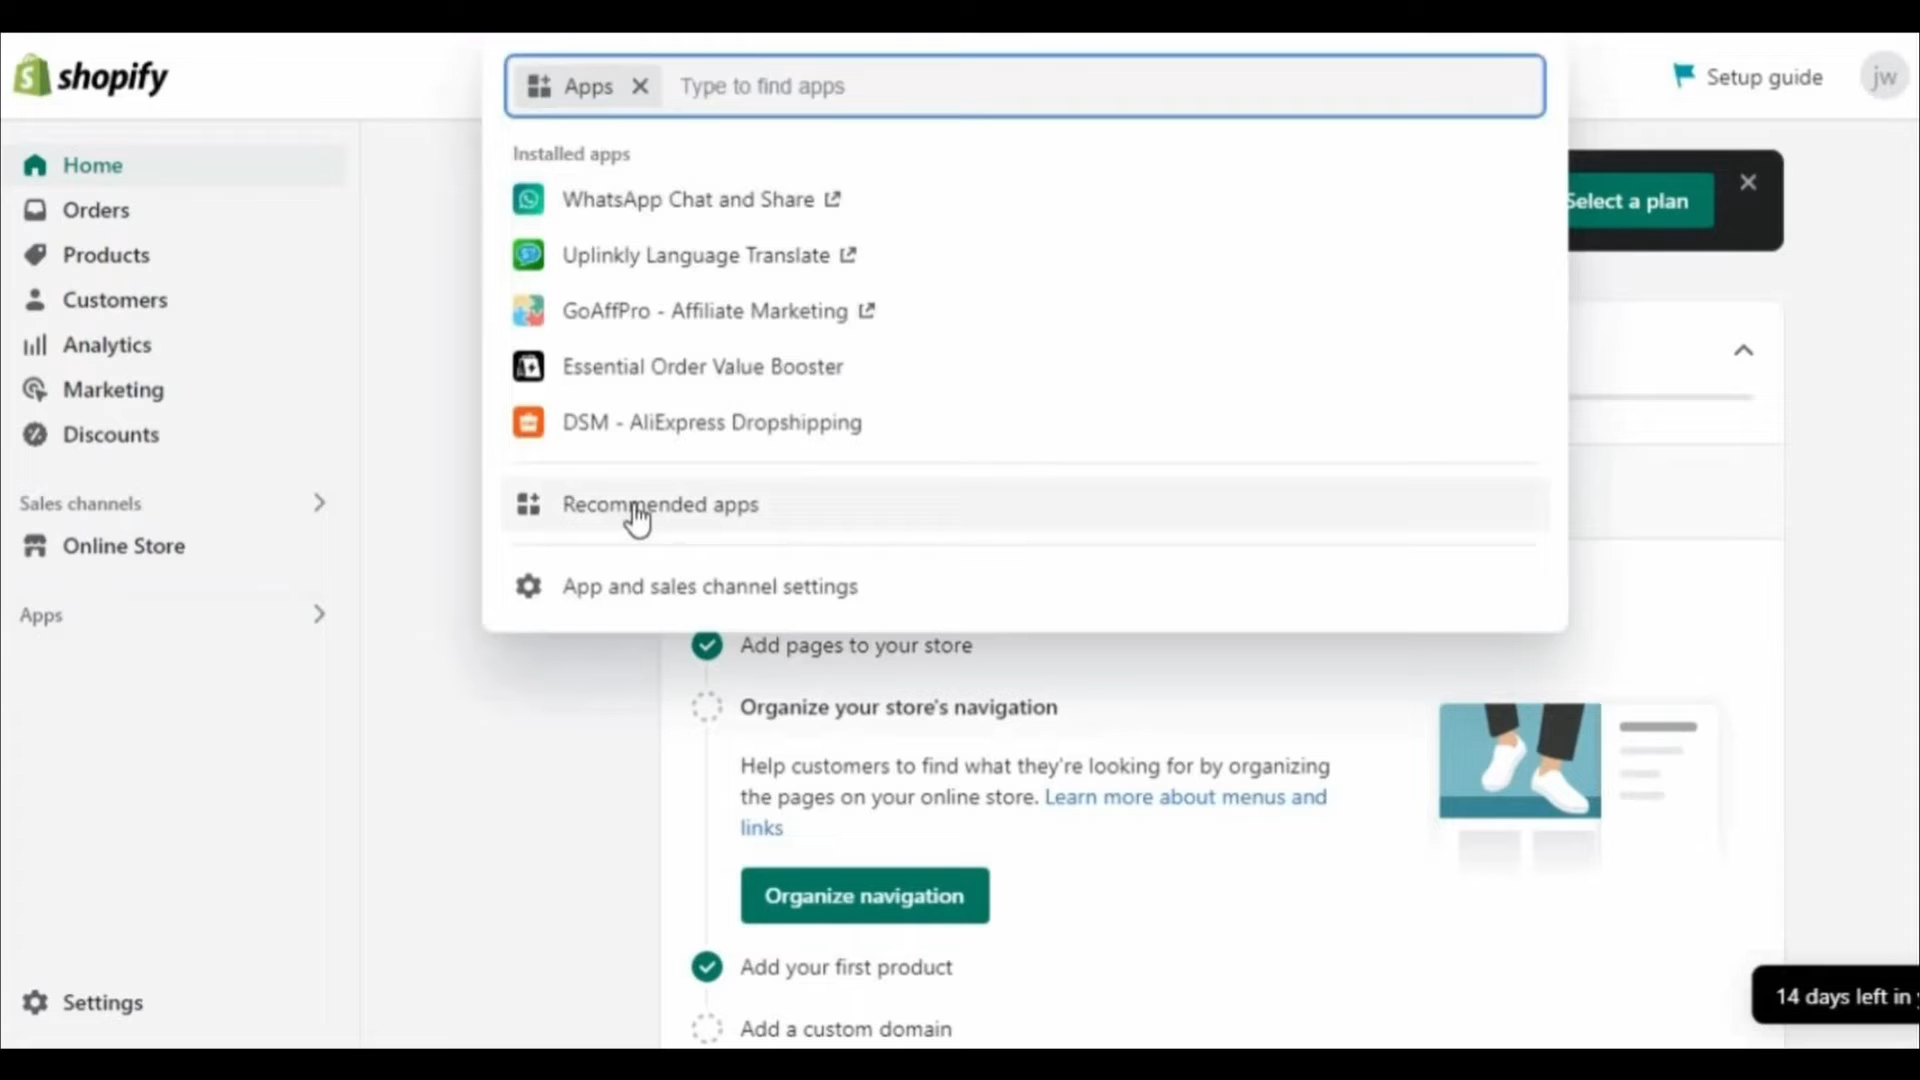 shopify
Apps
Type to find apps
Setup guide
jw
Home
Orders
Products
Customers
Analytics
Marketing
Discounts
Sales channels
Online Store
Apps
Settings
Installed apps
WhatsApp Chat and Share
Uplinkly Language Translate
GoAffPro - Affiliate Marketing
Essential Order Value Booster
DSM - AliExpress Dropshipping
Recommended apps
App and sales channel settings
Select a plan
Add pages to your store
Organize your store's navigation
Help customers to find what they're looking for by organizing
the pages on your online store. Learn more about menus and
links
Organize navigation
Add your first product
Add a custom domain
14 days left in